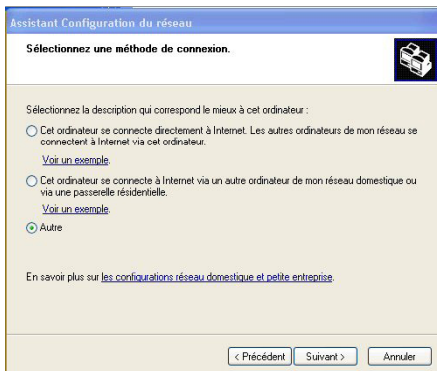 Assistant Configuration du réseau
Sélectionnez une méthode de connexion.
Sélectionnez la description qui correspond le mieux à cet ordinateur :
Cet ordinateur se connecte directement à Internet. Les autres ordinateurs de mon réseau se
connectent à Internet via cet ordinateur.
Voir un exemple.
Cet ordinateur se connecte à Internet via un autre ordinateur de mon réseau domestique ou
via une passerelle résidentielle.
Voir un exemple.
Autre
En savoir plus sur les configurations réseau domestique et petite entreprise.
< Précédent Suivant > Annuler